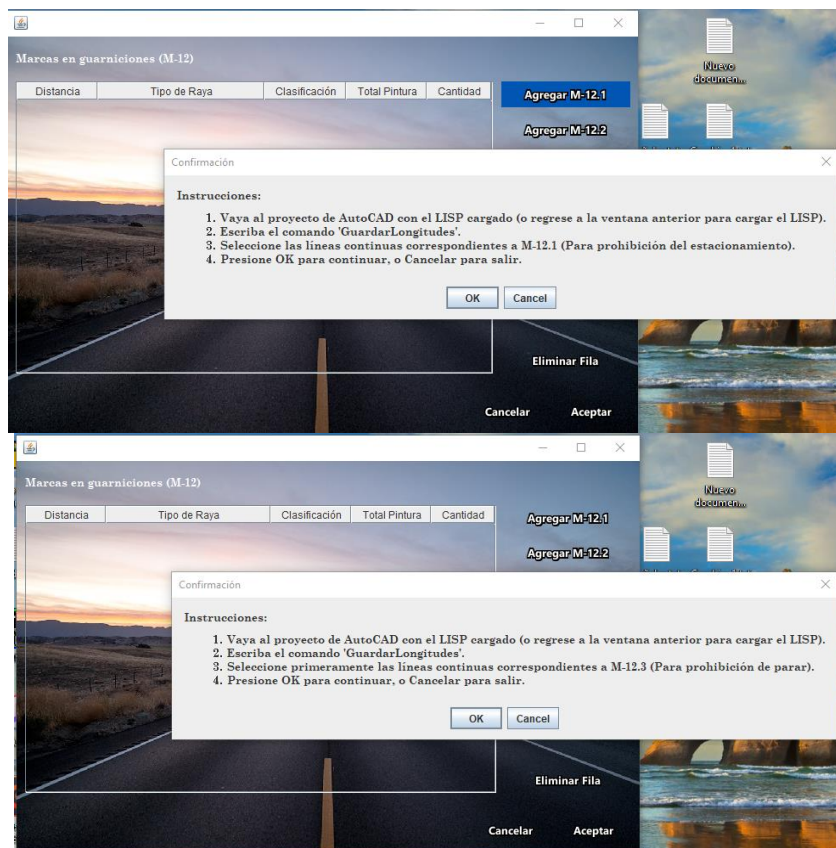 Marcas en guarniciones (M-12)
Distancia Tipo de Raya Clasificación Total Pintura Cantidad
Agregar M-12.1
Agregar M-12.2
Nuevo
documen...
Confirmación
Instrucciones:
1. Vaya al proyecto de AutoCAD con el LISP cargado (o regrese a la ventana anterior para cargar el LISP).
2. Escriba el comando 'GuardarLongitudes'.
3. Seleccione las líneas continuas correspondientes a M-12.1 (Para prohibición del estacionamiento).
4. Presione OK para continuar, o Cancelar para salir.
OK Cancel
Eliminar Fila
Cancelar Aceptar
Marcas en guarniciones (M-12)
Distancia Tipo de Raya Clasificación Total Pintura Cantidad
Agregar M-12.1
Agregar M-12.2
Nuevo
documen...
Confirmación
Instrucciones:
1. Vaya al proyecto de AutoCAD con el LISP cargado (o regrese a la ventana anterior para cargar el LISP).
2. Escriba el comando 'GuardarLongitudes'.
3. Seleccione primeramente las líneas continuas correspondientes a M-12.3 (Para prohibición de parar).
4. Presione OK para continuar, o Cancelar para salir.
OK Cancel
Eliminar Fila
Cancelar Aceptar